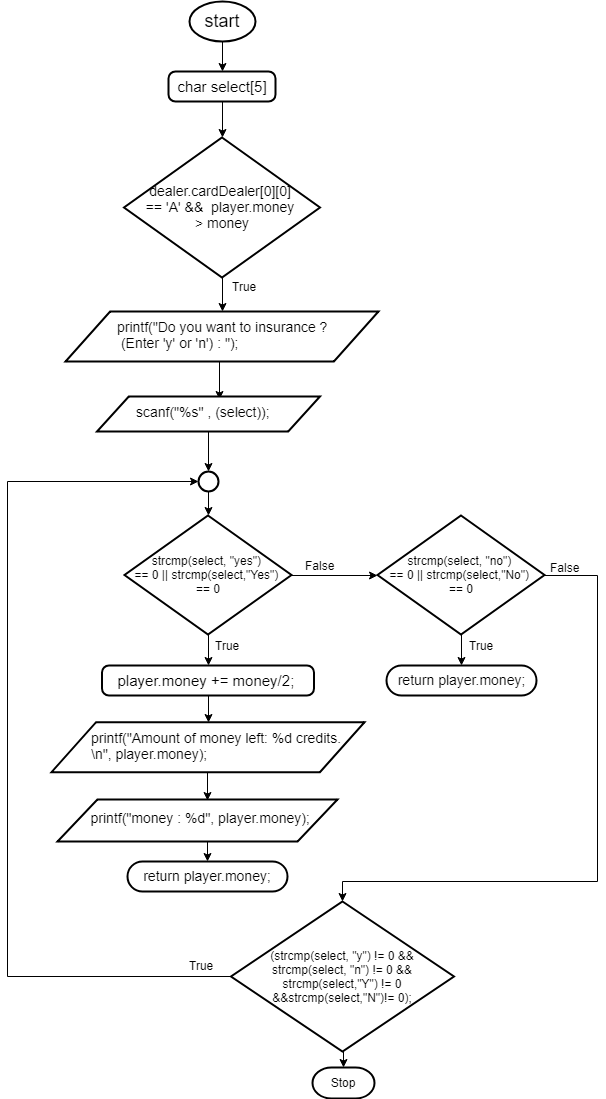 start
char select[5]
dealer.cardDealer[0][0]
== 'A' && player.money
> money
True
printf("Do you want to insurance ?
(Enter 'y' or 'n') : ");
scanf("%s" , (select));
strcmp(select, "yes")
== 0 || strcmp(select,"Yes")
== 0
False
strcmp(select, "no")
== 0 || strcmp(select,"No")
== 0
False
True
True
player.money += money/2;
return player.money;
printf("Amount of money left: %d credits.
\n", player.money);
printf("money : %d", player.money);
return player.money;
True
(strcmp(select, "y") != 0 &&
strcmp(select, "n") != 0 &&
strcmp(select,"Y") != 0
&&strcmp(select,"N")!= 0);
Stop